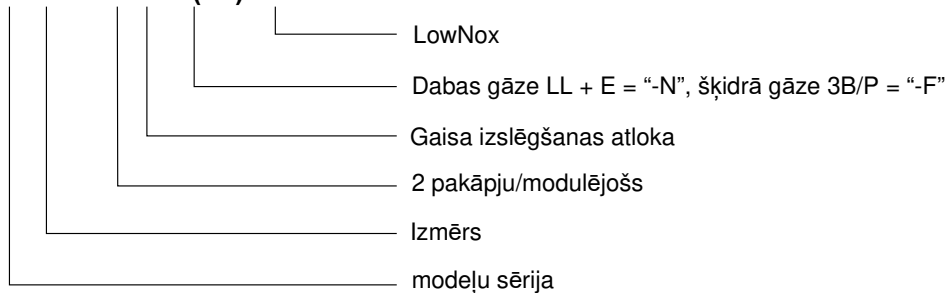 LowNox
Dabas gāze LL + E = “-N”, šķidrā gāze 3B/P = “-F”
Gaisa izslēgšanas atloka
2 pakāpju/modulējošs
Izmērs
modeļu sērija